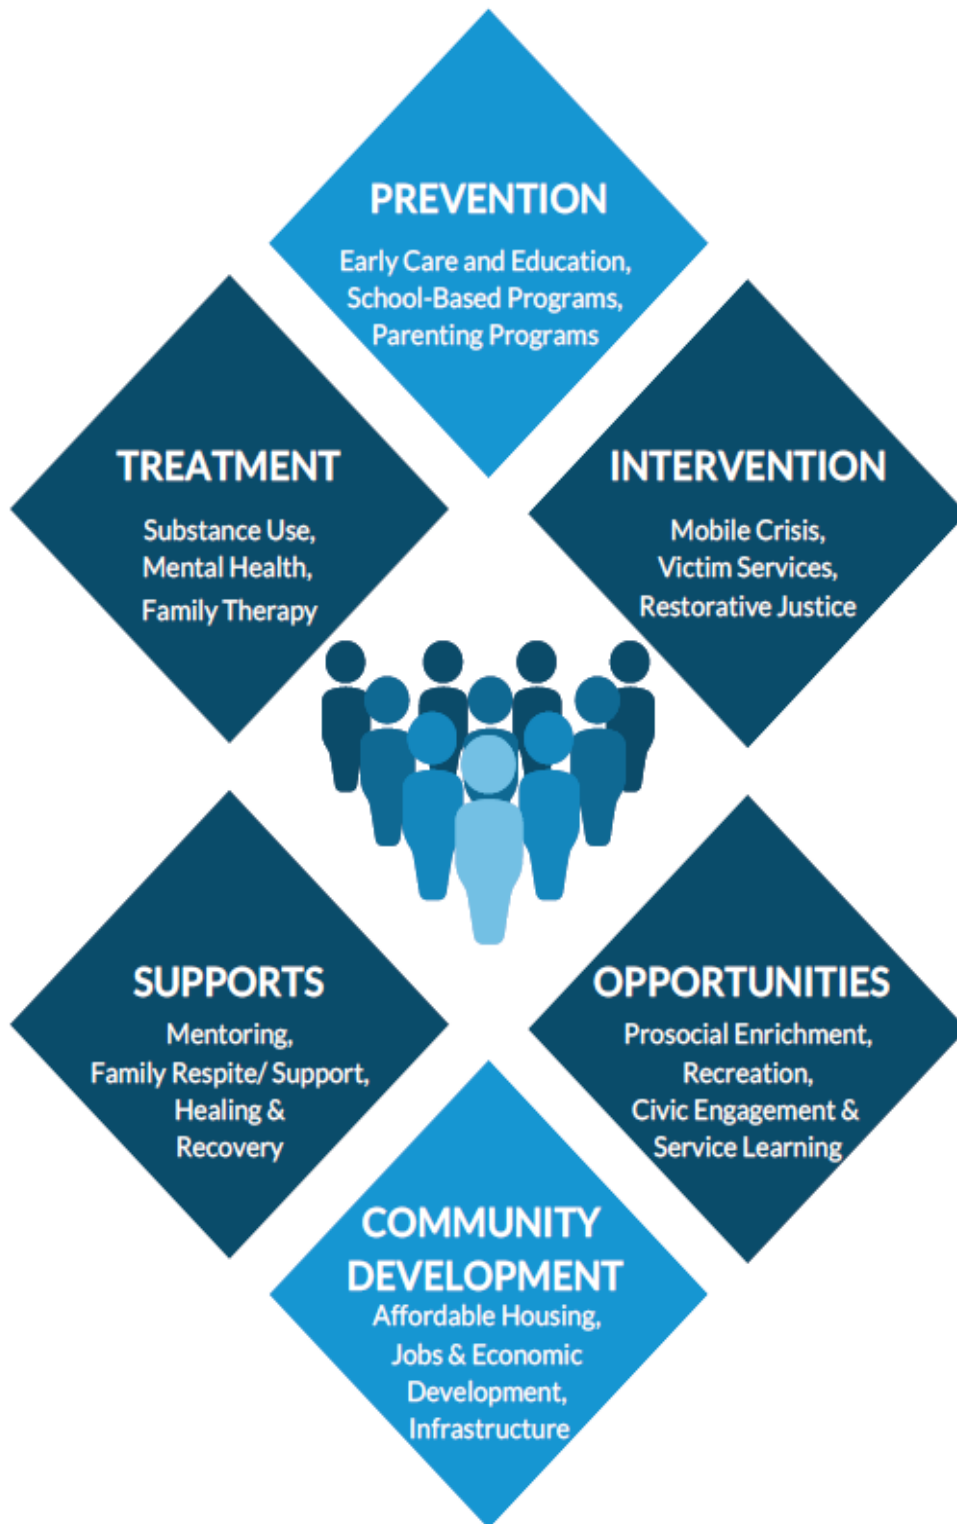 PREVENTION
Early Care and Education,
School-Based Programs,
Parenting Programs
TREATMENT
Substance Use,
Mental Health,
Family Therapy
INTERVENTION
Mobile Crisis,
Victim Services,
Restorative Justice
SUPPORTS
Mentoring,
Family Respite/ Support,
Healing &
Recovery
OPPORTUNITIES
Prosocial Enrichment,
Recreation,
Civic Engagement &
Service Learning
COMMUNITY
DEVELOPMENT
Affordable Housing,
Jobs & Economic
Development,
Infrastructure